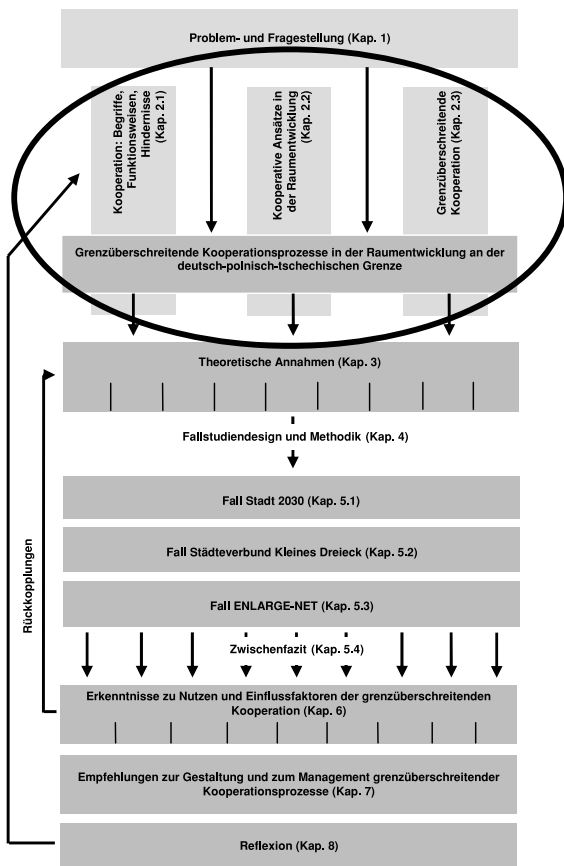 Problem- und Fragestellung (Kap. 1)
Kooperation: Begriffe,
Funktionsweisen,
Hindernisse
(Kap. 2.1)
Kooperative Ansätze in
der Raumentwicklung
(Kap. 2.2)
Grenzüberschreitende
Kooperation (Kap. 2.3)
Grenzüberschreitende Kooperationsprozesse in der Raumentwicklung an der
deutsch-polnisch-tschechischen Grenze
Theoretische Annahmen (Kap. 3)
Fallstudiendesign und Methodik (Kap. 4)
Fall Stadt 2030 (Kap. 5.1)
Fall Städteverbund Kleines Dreieck (Kap. 5.2)
Fall ENLARGE-NET (Kap. 5.3)
Zwischenfazit (Kap. 5.4)
Rückkopplungen
Erkenntnisse zu Nutzen und Einflussfaktoren der grenzüberschreitenden
Kooperation (Kap. 6)
Empfehlungen zur Gestaltung und zum Management grenzüberschreitender
Kooperationsprozesse (Kap. 7)
Reflexion (Kap. 8)